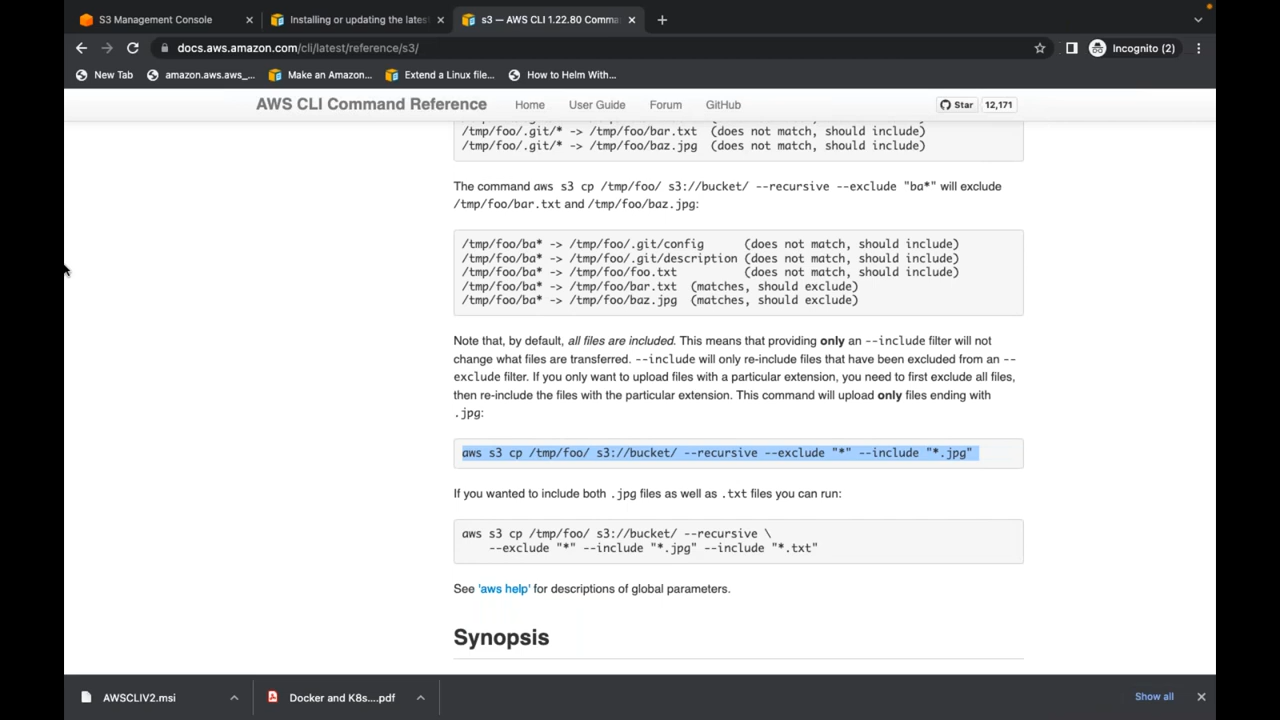 S3 Management Console
Installing or updating the latest
s3 — AWS CLI 1.22.80 Comma
docs.aws.amazon.com/cli/latest/reference/s3/
Incognito (2)
New Tab
amazon.aws.aws_...
Make an Amazon...
Extend a Linux file...
How to Helm With...
AWS CLI Command Reference
Home
User Guide
Forum
GitHub
Star
12,171
/tmp/foo/.git/* -> /tmp/foo/bar.txt (does not match, should include)
/tmp/foo/.git/* -> /tmp/foo/baz.jpg (does not match, should include)
The command aws s3 cp /tmp/foo/ s3://bucket/ --recursive --exclude "ba*" will exclude
/tmp/foo/bar.txt and /tmp/foo/baz.jpg:
/tmp/foo/ba* -> /tmp/foo/.git/config (does not match, should include)
/tmp/foo/ba* -> /tmp/foo/.git/description (does not match, should include)
/tmp/foo/ba* -> /tmp/foo/foo.txt (does not match, should include)
/tmp/foo/ba* -> /tmp/foo/bar.txt (matches, should exclude)
/tmp/foo/ba* -> /tmp/foo/baz.jpg (matches, should exclude)
Note that, by default, all files are included. This means that providing only an --include filter will not
change what files are transferred. --include will only re-include files that have been excluded from an --
exclude filter. If you only want to upload files with a particular extension, you need to first exclude all files,
then re-include the files with the particular extension. This command will upload only files ending with
.jpg:
aws s3 cp /tmp/foo/ s3://bucket/ --recursive --exclude "*" --include "*.jpg"
If you wanted to include both .jpg files as well as .txt files you can run:
aws s3 cp /tmp/foo/ s3://bucket/ --recursive \
--exclude "*" --include "*.jpg" --include "*.txt"
See 'aws help' for descriptions of global parameters.
Synopsis
AWSCLIV2.msi
Docker and K8s....pdf
Show all